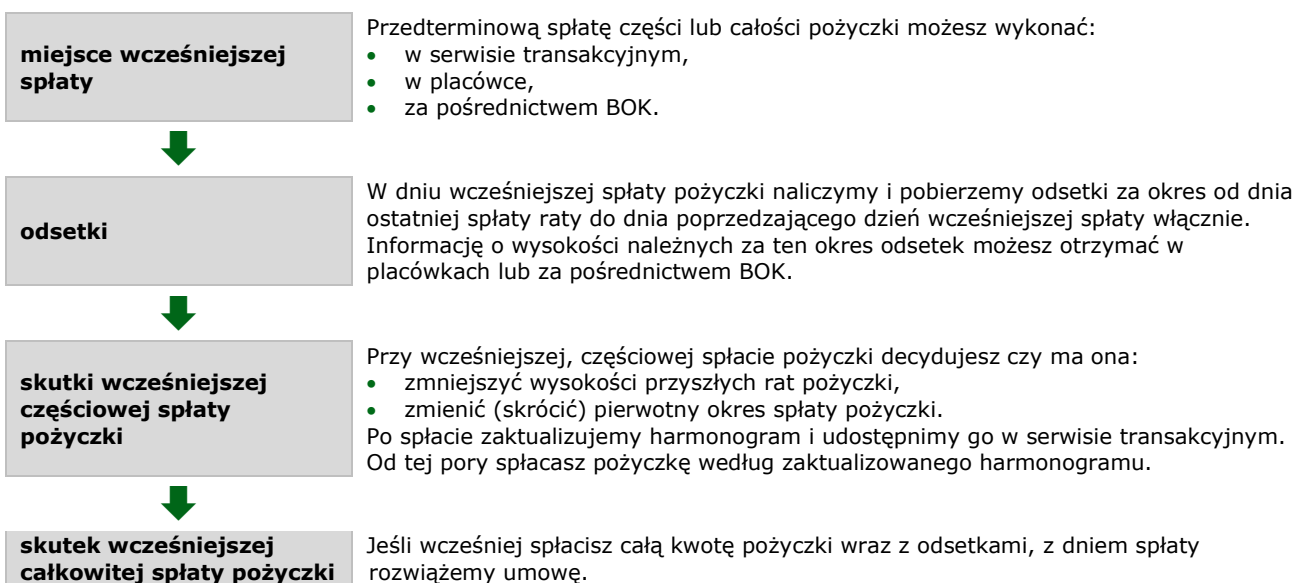 miejsce wcześniejszej
spłaty
Przedterminową spłatę części lub całości pożyczki możesz wykonać:
• w serwisie transakcyjnym,
• w placówce,
• za pośrednictwem BOK.
odsetki
W dniu wcześniejszej spłaty pożyczki naliczymy i pobierzemy odsetki za okres od dnia
ostatniej spłaty raty do dnia poprzedzającego dzień wcześniejszej spłaty włącznie.
Informację o wysokości należnych za ten okres odsetek możesz otrzymać w
placówkach lub za pośrednictwem BOK.
skutki wcześniejszej
częściowej spłaty
pożyczki
Przy wcześniejszej, częściowej spłacie pożyczki decydujesz czy ma ona:
• zmniejszyć wysokości przyszłych rat pożyczki,
• zmienić (skrócić) pierwotny okres spłaty pożyczki.
Po spłacie zaktualizujemy harmonogram i udostępnimy go w serwisie transakcyjnym.
Od tej pory spłacasz pożyczkę według zaktualizowanego harmonogramu.
skutek wcześniejszej
całkowitej spłaty pożyczki
Jeśli wcześniej spłacisz całą kwotę pożyczki wraz z odsetkami, z dniem spłaty
rozwiążemy umowę.